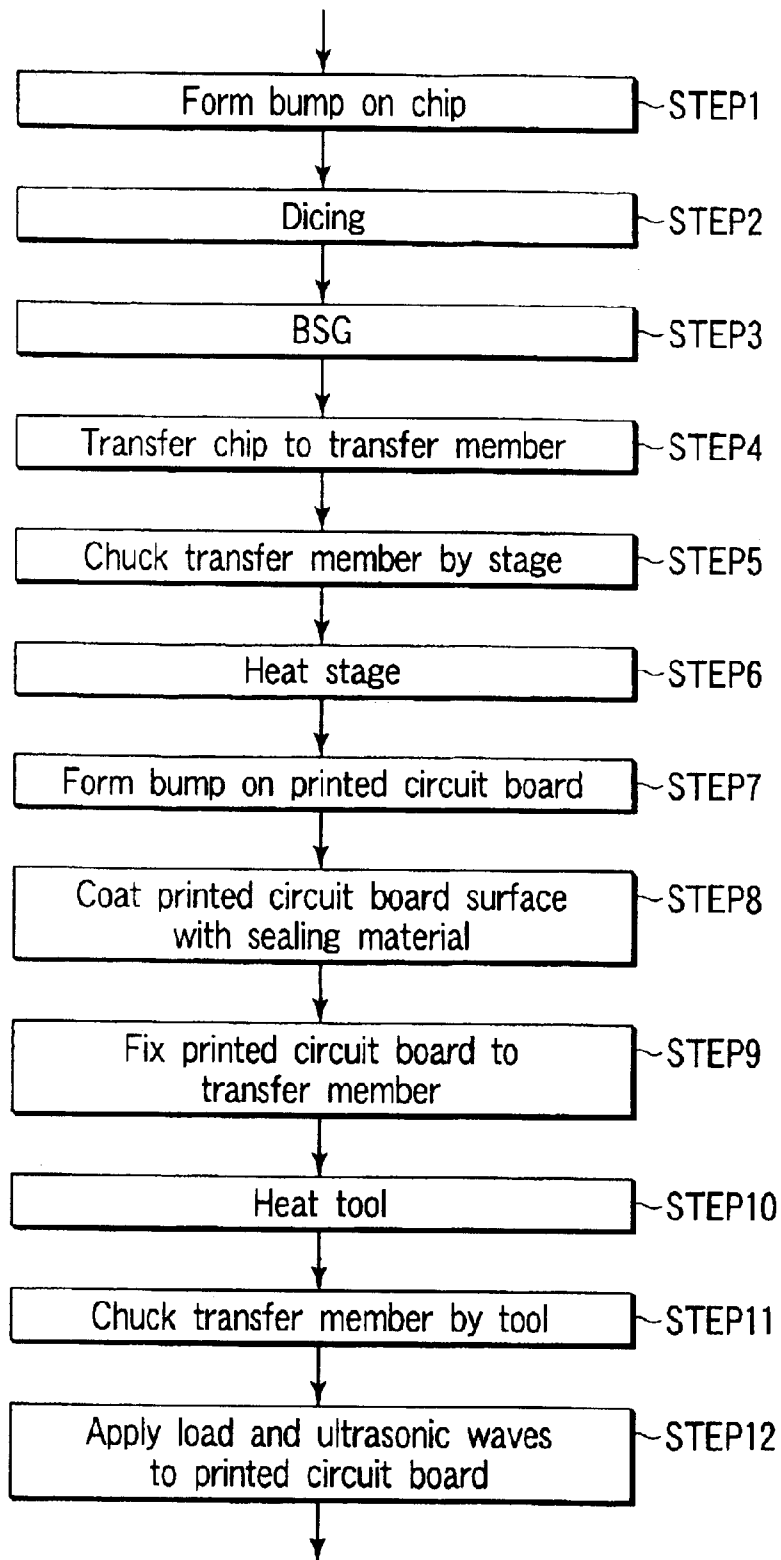 Form bump on chip
STEP1
Dicing
STEP2
BSG
STEP3
Transfer chip to transfer member
STEP4
Chuck transfer member by stage
STEP5
Heat stage
STEP6
Form bump on printed circuit board
STEP7
Coat printed circuit board surface
with sealing material
STEP8
Fix printed circuit board to
transfer member
STEP9
Heat tool
STEP10
Chuck transfer member by tool
STEP11
Apply load and ultrasonic waves
to printed circuit board
STEP12